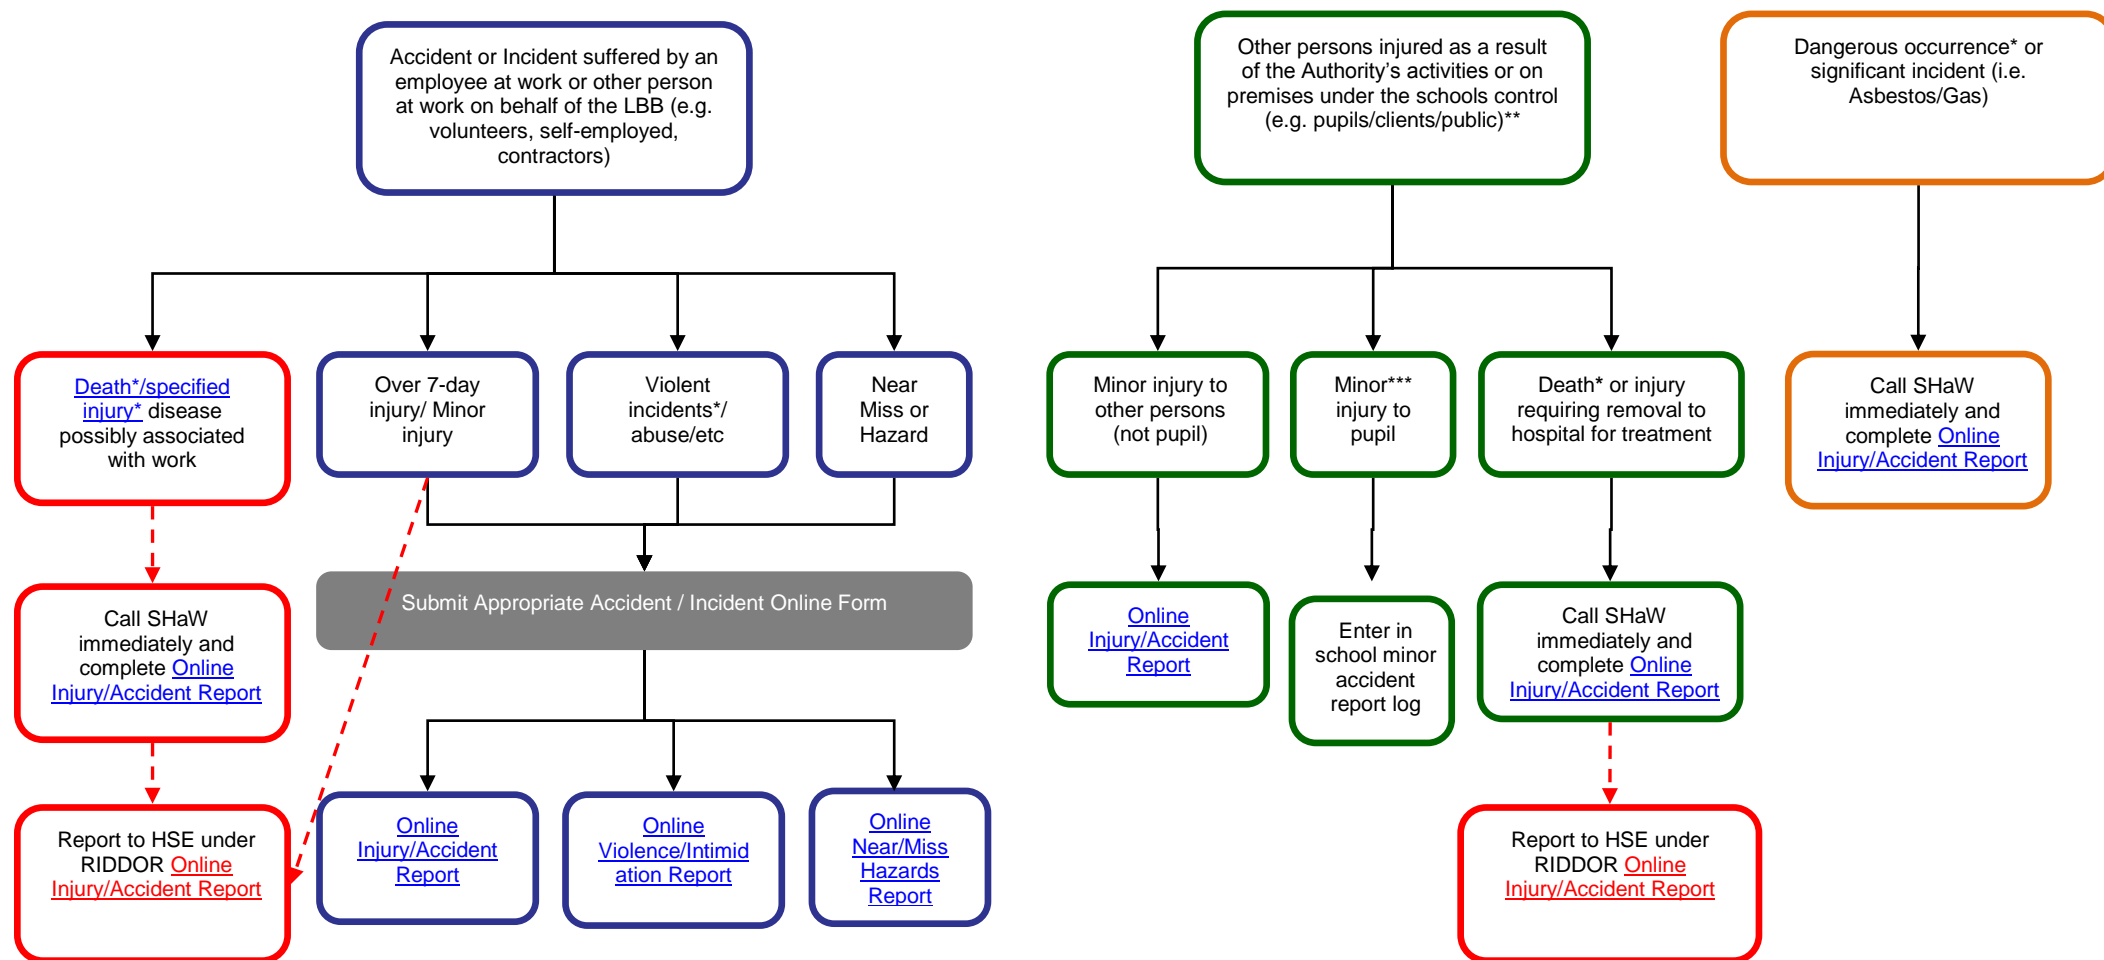 Accident or Incident suffered by an
employee at work or other person
at work on behalf of the LBB (e.g.
volunteers, self-employed,
contractors)
Other persons injured as a result
of the Authority’s activities or on
premises under the schools control
(e.g. pupils/clients/public)**
Dangerous occurrence* or
significant incident (i.e.
Asbestos/Gas)
Death*/specified
injury* disease
possibly associated
with work
Over 7-day
injury/ Minor
injury
Violent
incidents*/
abuse/etc
Near
Miss or
Hazard
Minor injury to
other persons
(not pupil)
Minor***
injury to
pupil
Death* or injury
requiring removal to
hospital for treatment
Call SHaW
immediately and
complete Online
Injury/Accident Report
Call SHaW
immediately and
complete Online
Injury/Accident Report
Submit Appropriate Accident / Incident Online Form
Online
Injury/Accident
Report
Enter in
school minor
accident
report log
Call SHaW
immediately and
complete Online
Injury/Accident Report
Report to HSE under
RIDDOR Online
Injury/Accident Report
Online
Injury/Accident
Report
Online
Violence/Intimid
ation Report
Online
Near/Miss
Hazards
Report
Report to HSE under
RIDDOR Online
Injury/Accident Report